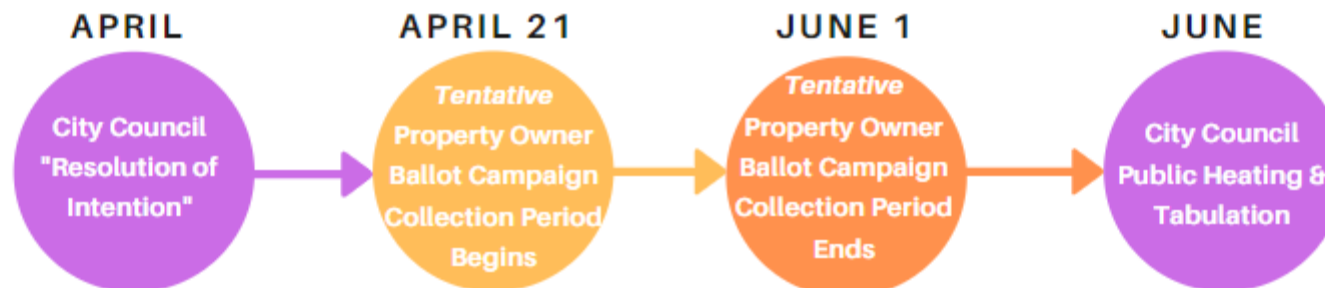 APRIL
City Council
"Resolution of
Intention"
APRIL 21
Tentative
Property Owner
Ballot Campaign
Collection Period
Begins
JUNE 1
Tentative
Property Owner
Ballot Campaign
Collection Period
Ends
JUNE
City Council
Public Heating &
Tabulation